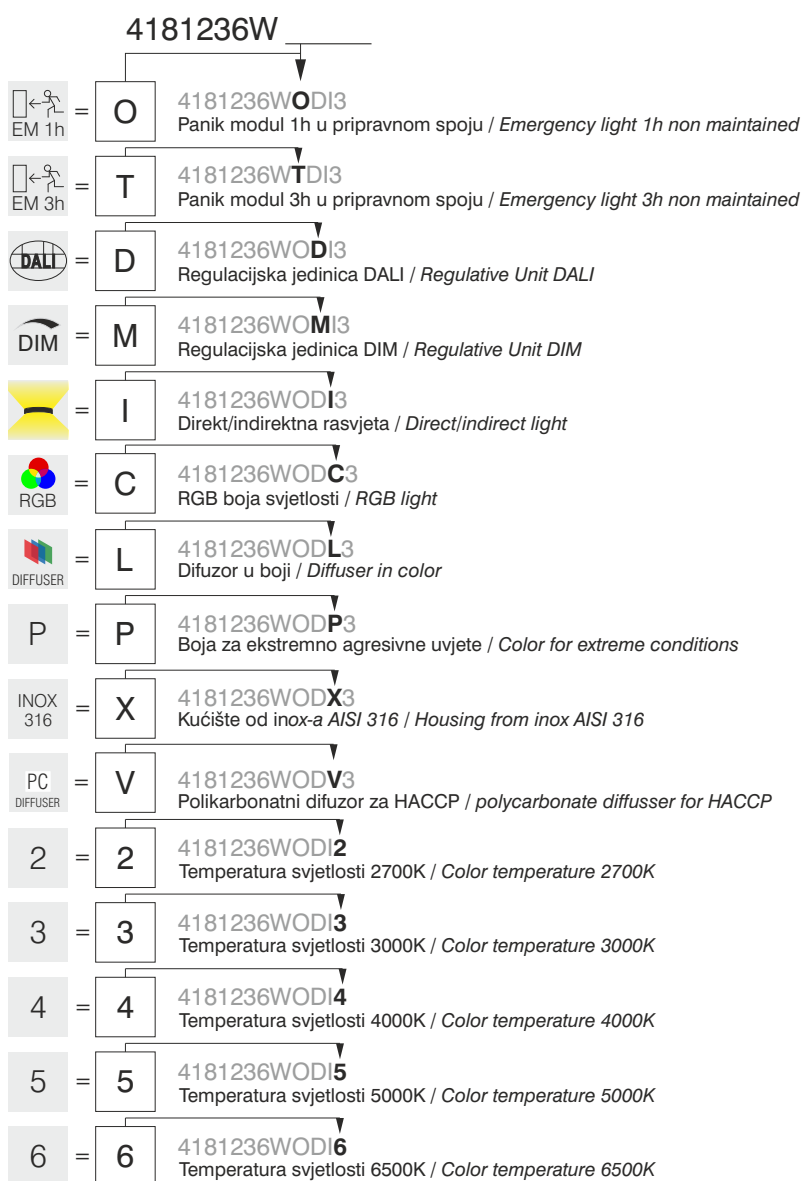 4181236W
EM 1h = O 4181236WODI3
Panik modul 1h u pripravnom spoju / Emergency light 1h non maintained
EM 3h = T 4181236WTDI3
Panik modul 3h u pripravnom spoju / Emergency light 3h non maintained
DALI = D 4181236WODI3
Regulacijska jedinica DALI / Regulative Unit DALI
DIM = M 4181236WOMI3
Regulacijska jedinica DIM / Regulative Unit DIM
= I 4181236WODI3
Direkt/indirektna rasvjeta / Direct/indirect light
RGB = C 4181236WODC3
RGB boja svjetlosti / RGB light
DIFFUSER = L 4181236WODL3
Difuzor u boji / Diffuser in color
P = P 4181236WODP3
Boja za ekstremno agresivne uvjete / Color for extreme conditions
INOX
316 = X 4181236WODX3
Kućište od inox-a AISI 316 / Housing from inox AISI 316
PC
DIFFUSER = V 4181236WODV3
Polikarbonatni difuzor za HACCP / polycarbonate diffusser for HACCP
2 = 2 4181236WODI2
Temperatura svjetlosti 2700K / Color temperature 2700K
3 = 3 4181236WODI3
Temperatura svjetlosti 3000K / Color temperature 3000K
4 = 4 4181236WODI4
Temperatura svjetlosti 4000K / Color temperature 4000K
5 = 5 4181236WODI5
Temperatura svjetlosti 5000K / Color temperature 5000K
6 = 6 4181236WODI6
Temperatura svjetlosti 6500K / Color temperature 6500K